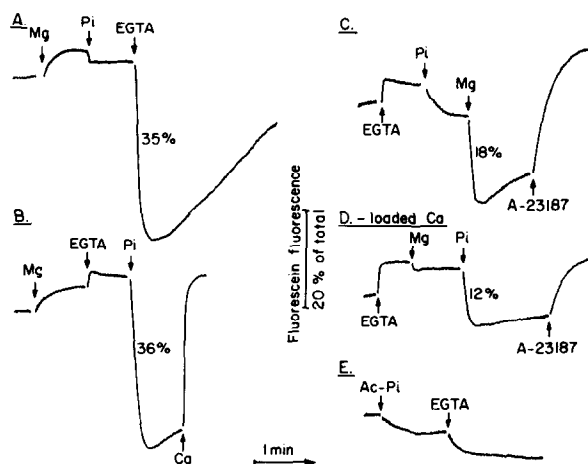 A.
Mg
Pi
EGTA
35%
B.
Mg
EGTA
Pi
36%
Ca
Fluorescein fluorescence
20 % of total
1 min
C.
EGTA
Pi
Mg
18%
A-23187
D. - loaded Ca
EGTA
Mg
Pi
12%
A-23187
E.
Ac-Pi
EGTA